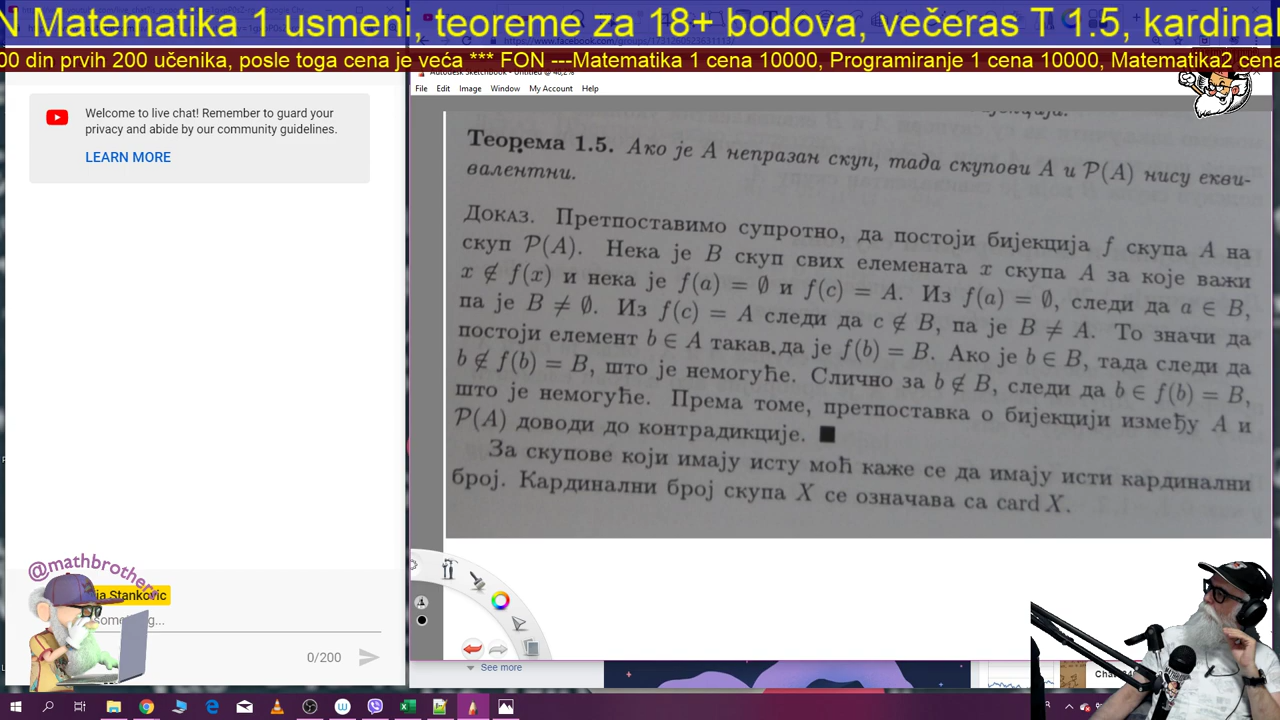 N Matematika 1 usmeni, teoreme za 18+ bodova, večeras T 1.5, kardina
00 din prvih 200 učenika, posle toga cena je veća *** FON ---Matematika 1 cena 10000, Programiranje 1 cena 10000, Matematika2 cena
Welcome to live chat! Remember to guard your
privacy and abide by our community guidelines.
LEARN MORE
File Edit Image Window My Account Help
Теорема 1.5. Ако је A непразан скуп, тада скупови A и P(A) нису екви-
валентни.
Доказ. Претпоставимо супротно, да постоји бијекција f скупа A на
скуп P(A). Нека је B скуп свих елемената x скупа A за које важи
x ∉ f(x) и нека је f(a) = ∅ и f(c) = A. Из f(a) = ∅, следи да a ∈ B,
па је B ≠ ∅. Из f(c) = A следи да c ∉ B, па је B ≠ A. То значи да
постоји елемент b ∈ A такав да је f(b) = B. Ако је b ∈ B, тада следи да
b ∉ f(b) = B, што је немогуће. Слично за b ∉ B, следи да b ∈ f(b) = B,
што је немогуће. Према томе, претпоставка о бијекцији између A и
P(A) доводи до контрадикције. ■
За скупове који имају исту моћ каже се да имају исти кардинални
број. Кардинални број скупа X се означава са card X.
@mathbrothers
ja Stankovic
0/200
See more